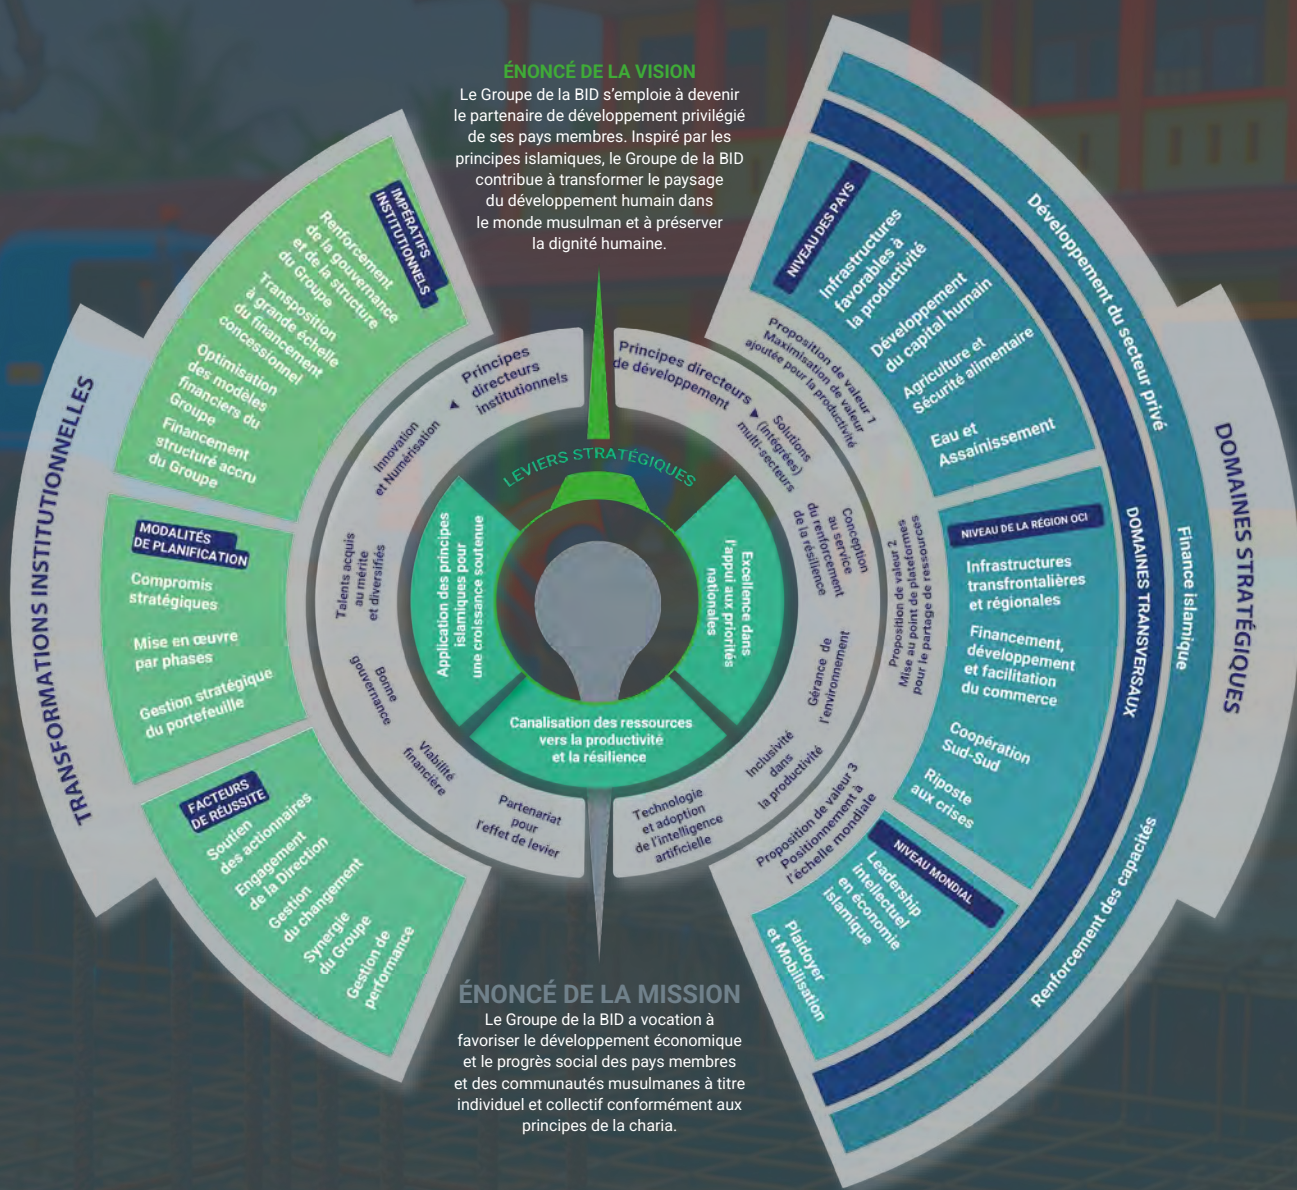 ÉNONCÉ DE LA VISION
Le Groupe de la BID s’emploie à devenir
le partenaire de développement privilégié
de ses pays membres. Inspiré par les
principes islamiques, le Groupe de la BID
contribue à transformer le paysage
du développement humain dans
le monde musulman et à préserver
la dignité humaine.
TRANSFORMATIONS INSTITUTIONNELLES
IMPÉRATIFS
INSTITUTIONNELS
Renforcement
de la gouvernance
et de la structure
du Groupe
Transposition
à grande échelle
du financement
concessionnel
Optimisation
des modèles
financiers du
Groupe
Financement
structuré accru
du Groupe
MODALITÉS
DE PLANIFICATION
Compromis
stratégiques
Mise en œuvre
par phases
Gestion stratégique
du portefeuille
FACTEURS
DE RÉUSSITE
Soutien
des actionnaires
Engagement
de la Direction
Gestion
du changement
Synergie
du Groupe
Gestion de
performance
Principes
directeurs
institutionnels
Innovation
et Numérisation
Talents acquis
au mérite
et diversifiés
Bonne
gouvernance
Viabilité
financière
Partenariat
pour
l’effet de levier
LEVIERS STRATÉGIQUES
Application des principes
islamiques pour
une croissance soutenue
Excellence dans
l’appui aux priorités
nationales
Canalisation des ressources
vers la productivité
et la résilience
Principes directeurs
de développement
Solutions
(intégrées)
multi-secteurs
Conception
au service
du renforcement
de la résilience
Gérance de
l’environnement
Inclusivité
dans
la productivité
Technologie
et adoption
de l’intelligence
artificielle
Proposition de valeur 1
Maximisation de valeur
ajoutée pour la productivité
Proposition de valeur 2
Mise au point de plateformes
pour le partage de ressources
Proposition de valeur 3
Positionnement à
l’échelle mondiale
NIVEAU DES PAYS
Infrastructures
favorables à
la productivité
Développement
du capital humain
Agriculture et
Sécurité alimentaire
Eau et
Assainissement
NIVEAU DE LA RÉGION OCI
Infrastructures
transfrontalières
et régionales
Financement,
développement
et facilitation
du commerce
Coopération
Sud-Sud
Riposte
aux crises
NIVEAU MONDIAL
Leadership
intellectuel
en économie
islamique
Plaidoyer
et Mobilisation
DOMAINES TRANSVERSAUX
Développement du secteur privé
Finance islamique
Renforcement des capacités
DOMAINES STRATÉGIQUES
ÉNONCÉ DE LA MISSION
Le Groupe de la BID a vocation à
favoriser le développement économique
et le progrès social des pays membres
et des communautés musulmanes à titre
individuel et collectif conformément aux
principes de la charia.